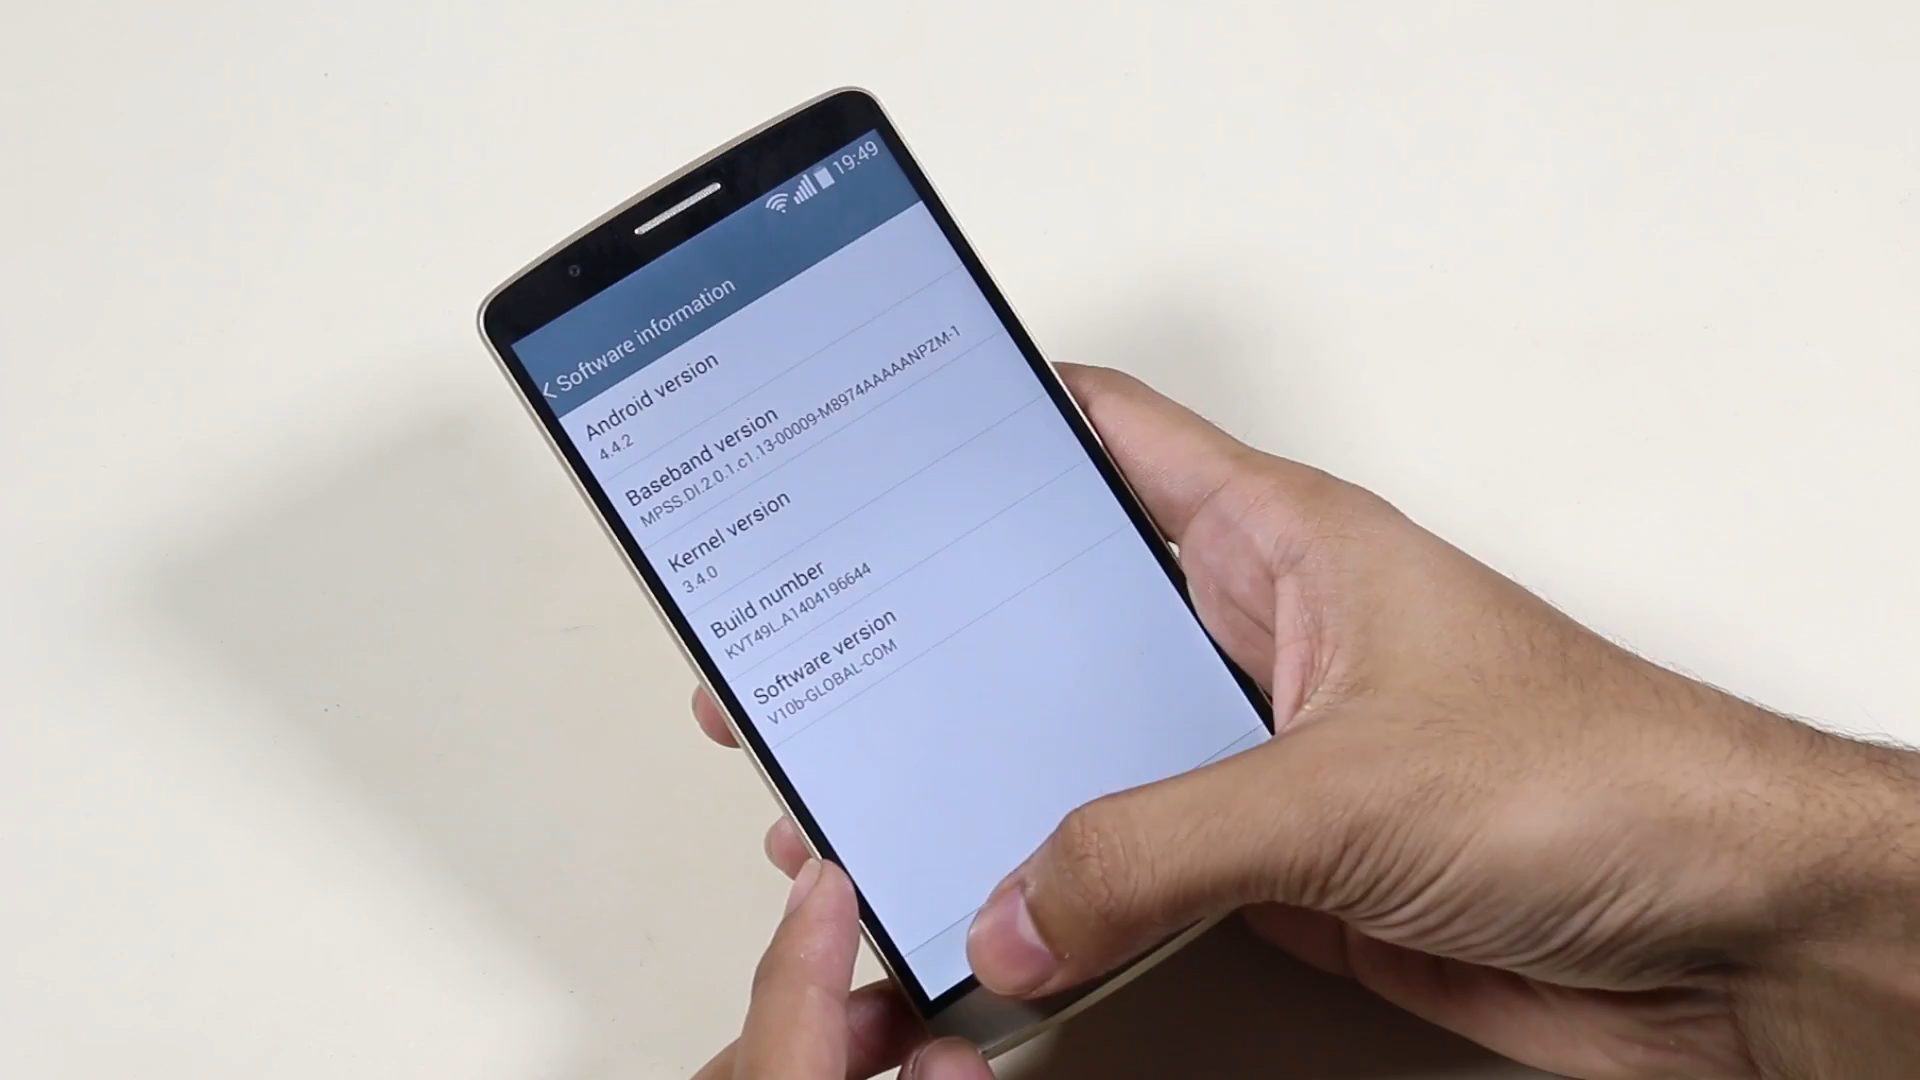 19:49
Software information
Android version
4.4.2
Baseband version
MPSS.DI.2.0.1.c1.13-00009-M8974AAAAANPZM-1
Kernel version
3.4.0
Build number
KVT49L.A1404196644
Software version
V10b-GLOBAL-COM